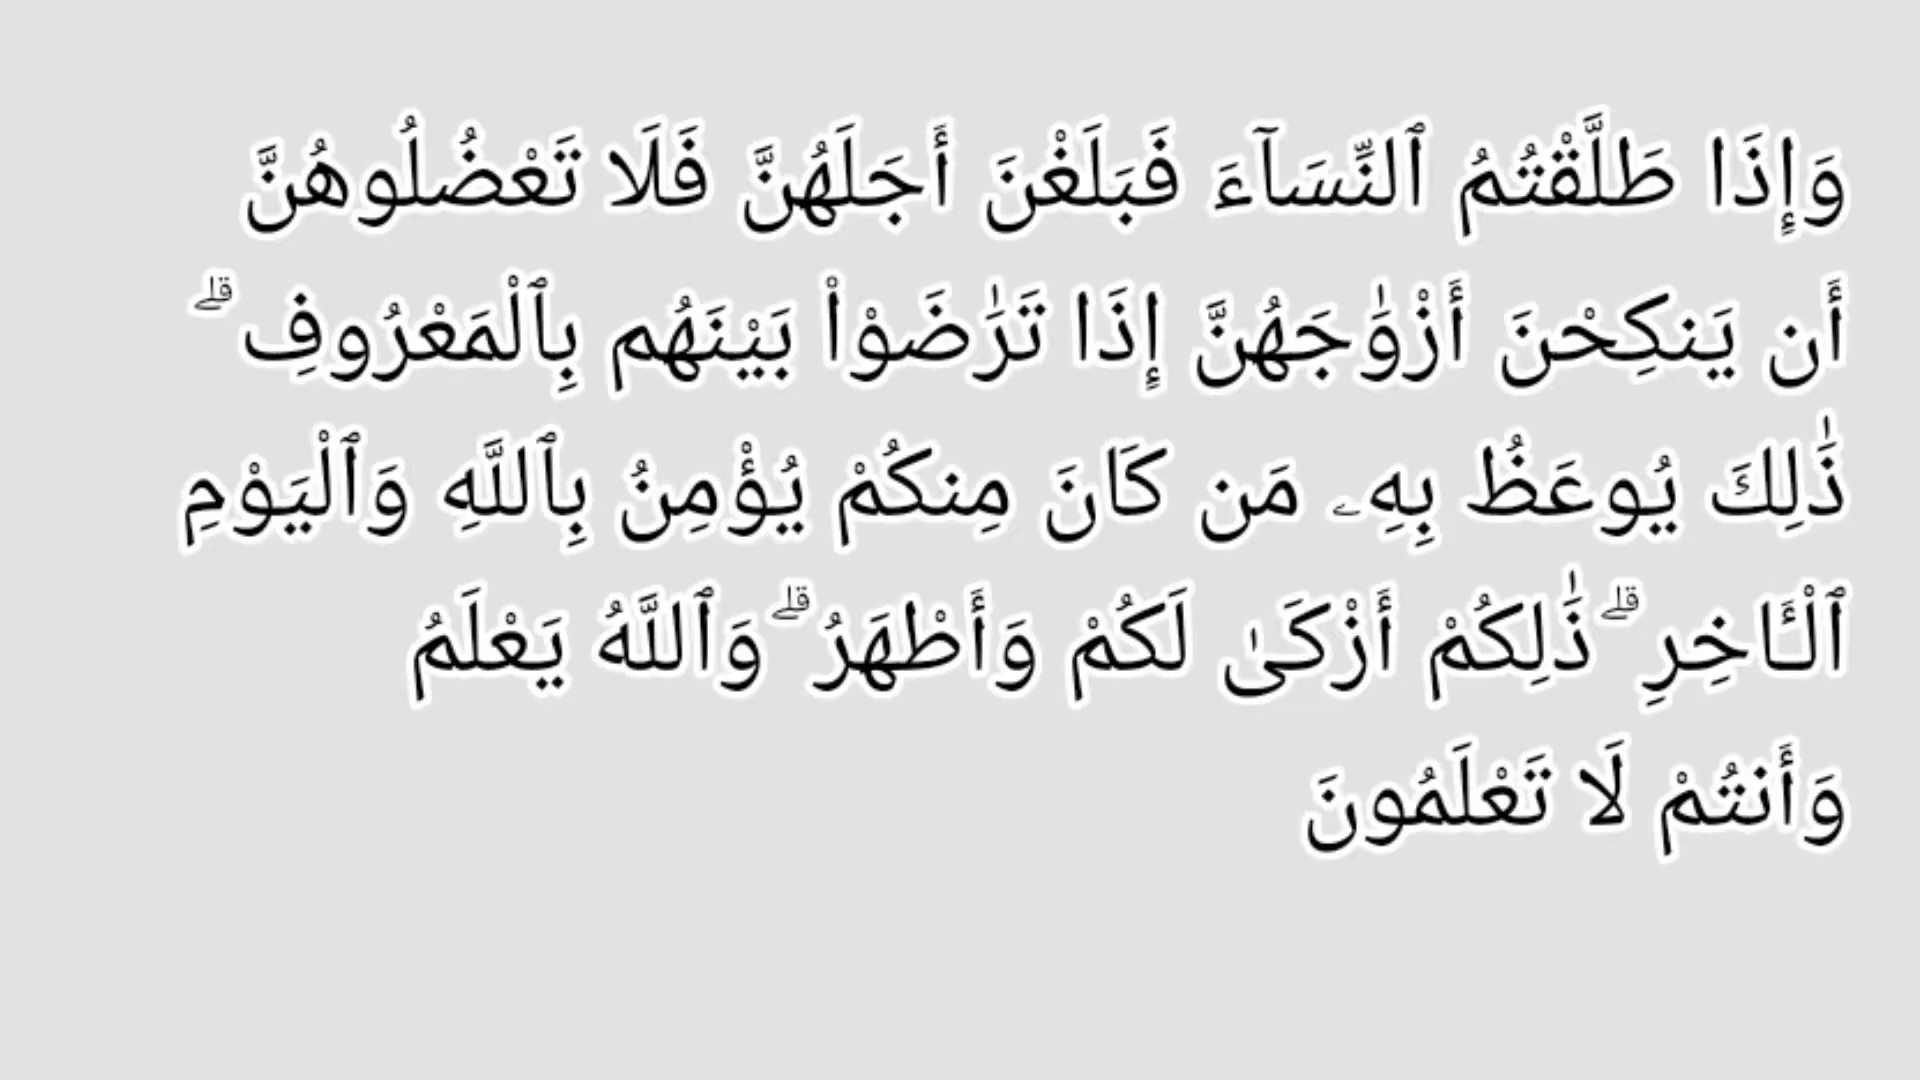 وَإِذَا طَلَّقْتُمُ ٱلنِّسَآءَ فَبَلَغْنَ أَجَلَهُنَّ فَلَا تَعْضُلُوهُنَّ
أَن يَنكِحْنَ أَزْوَٰجَهُنَّ إِذَا تَرَٰضَوْا۟ بَيْنَهُم بِٱلْمَعْرُوفِ ۗ
ذَٰلِكَ يُوعَظُ بِهِۦ مَن كَانَ مِنكُمْ يُؤْمِنُ بِٱللَّهِ وَٱلْيَوْمِ
ٱلْـَٔاخِرِ ۗ ذَٰلِكُمْ أَزْكَىٰ لَكُمْ وَأَطْهَرُ ۗ وَٱللَّهُ يَعْلَمُ
وَأَنتُمْ لَا تَعْلَمُونَ